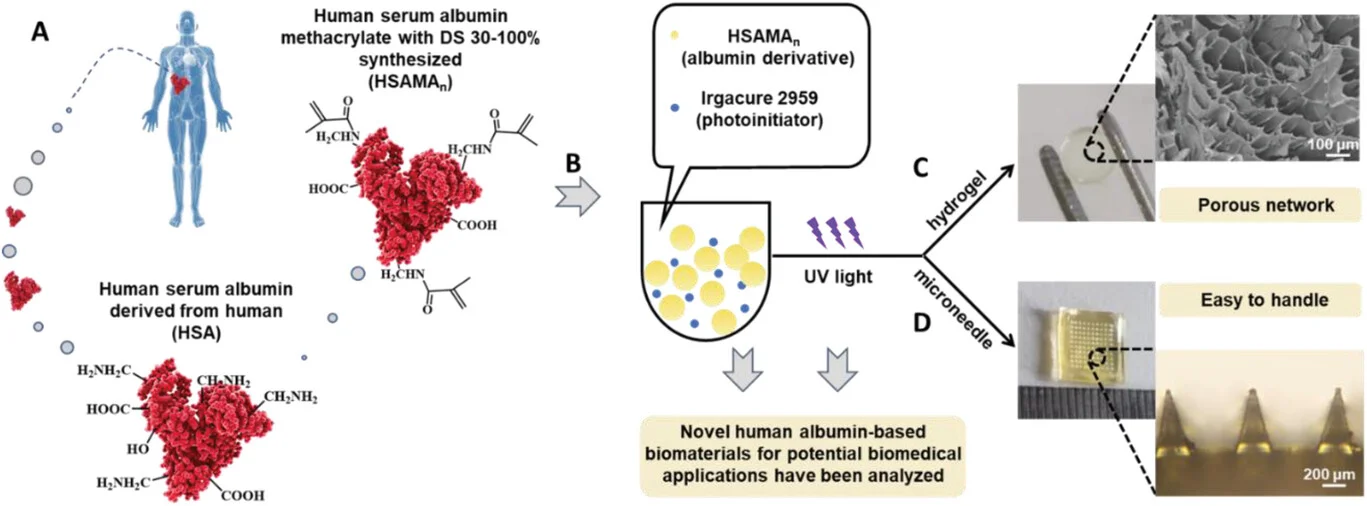 A
Human serum albumin
methacrylate with DS 30-100%
synthesized
(HSAMAn)
O
H₂CHN
O
H₂CHN
HOOC
COOH
H₂CHN
O
Human serum albumin
derived from human
(HSA)
H₂NH₂C
CH₂NH₂
CH₂NH₂
HOOC
HO
H₂NH₂C
COOH
B
HSAMAn
(albumin derivative)
Irgacure 2959
(photoinitiator)
UV light
Novel human albumin-based
biomaterials for potential biomedical
applications have been analyzed
C
hydrogel
100 µm
Porous network
D
microneedle
Easy to handle
200 µm